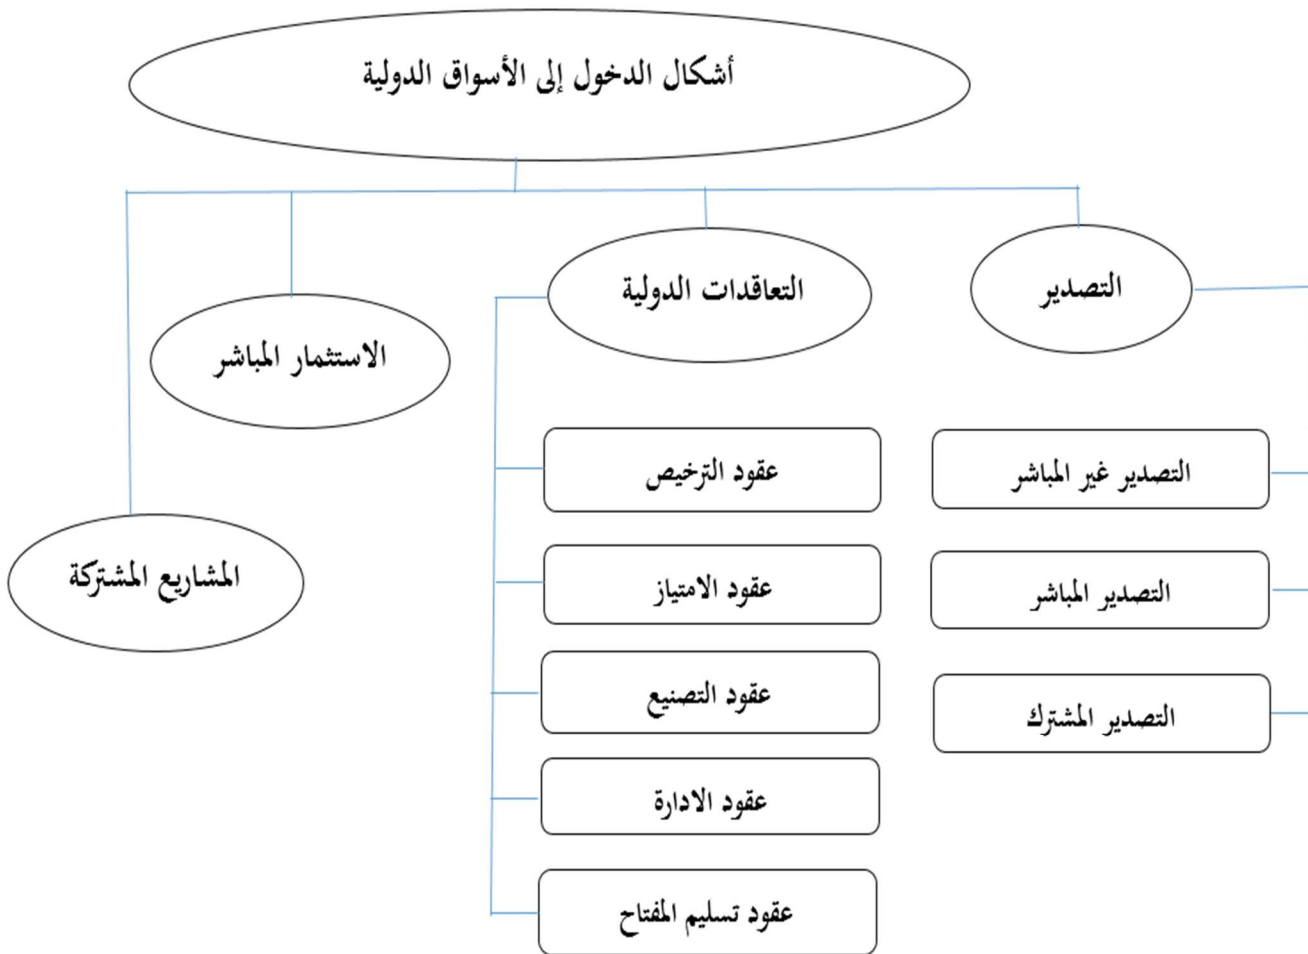 أشكال الدخول إلى الأسواق الدولية
التصدير
التعاقدات الدولية
الاستثمار المباشر
المشاريع المشتركة
التصدير غير المباشر
التصدير المباشر
التصدير المشترك
عقود الترخيص
عقود الامتياز
عقود التصنيع
عقود الادارة
عقود تسليم المفتاح